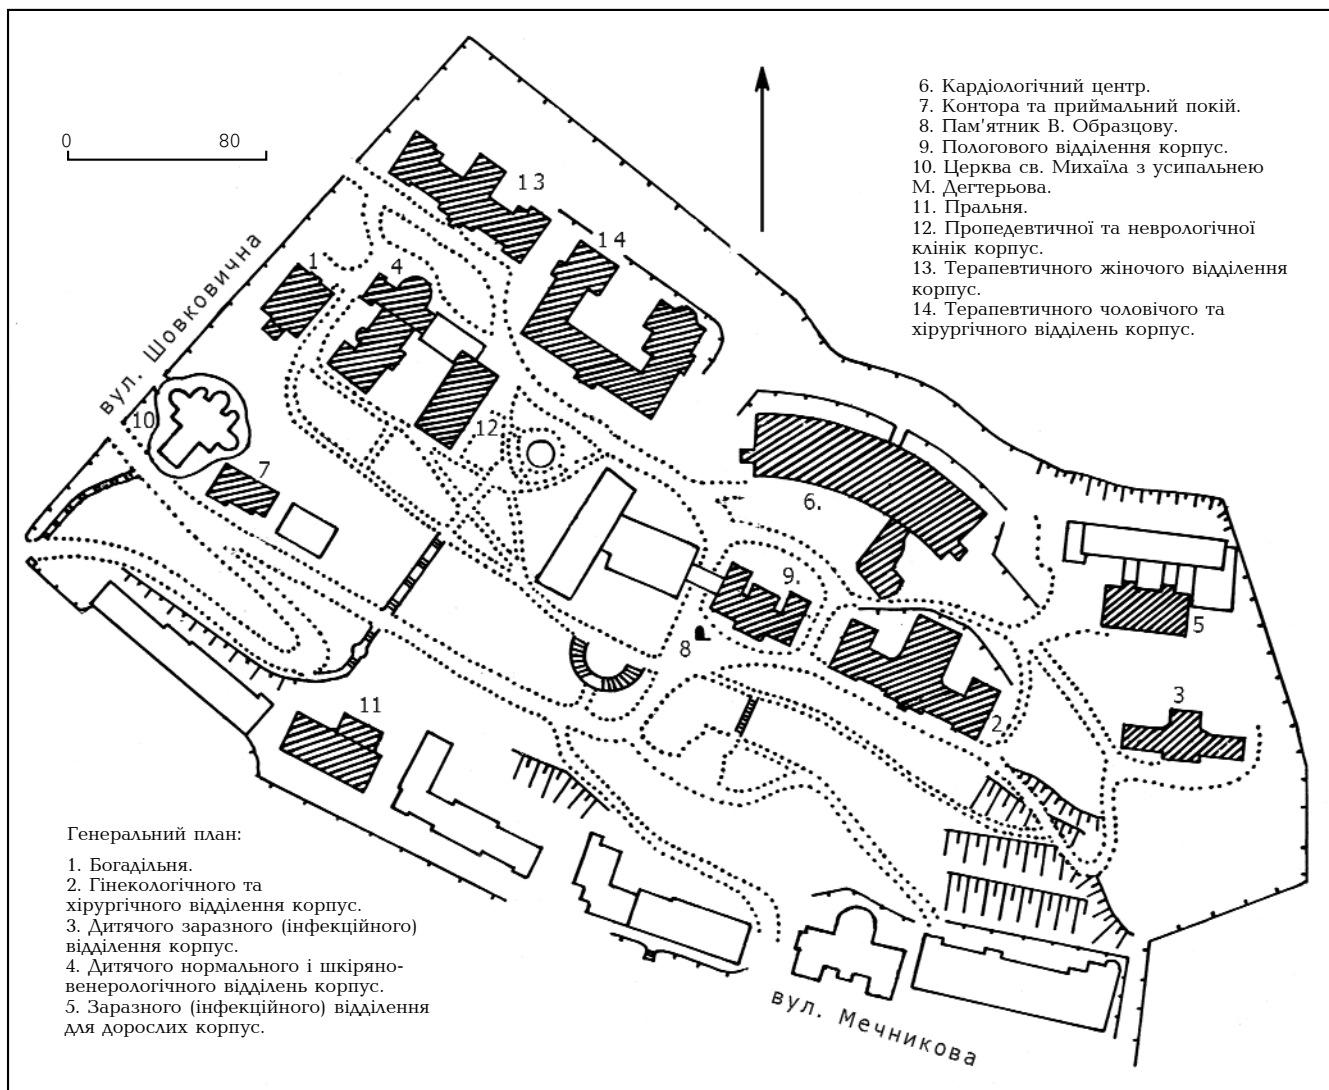 0 80
6. Кардіологічний центр.
7. Контора та приймальний покій.
8. Пам'ятник В. Образцову.
9. Пологового відділення корпус.
10. Церква св. Михаїла з усипальнею
М. Дегтерьова.
11. Пральня.
12. Пропедевтичної та неврологічної
клінік корпус.
13. Терапевтичного жіночого відділення
корпус.
14. Терапевтичного чоловічого та
хірургічного відділень корпус.
13
14
1
4
вул. Шовковична
10
12
7
6.
9.
5
8
3
11
2
Генеральний план:
1. Богадільня.
2. Гінекологічного та
хірургічного відділення корпус.
3. Дитячого заразного (інфекційного)
відділення корпус.
4. Дитячого нормального і шкіряно-
венерологічного відділень корпус.
5. Заразного (інфекційного) відділення
для дорослих корпус.
вул. Мечникова